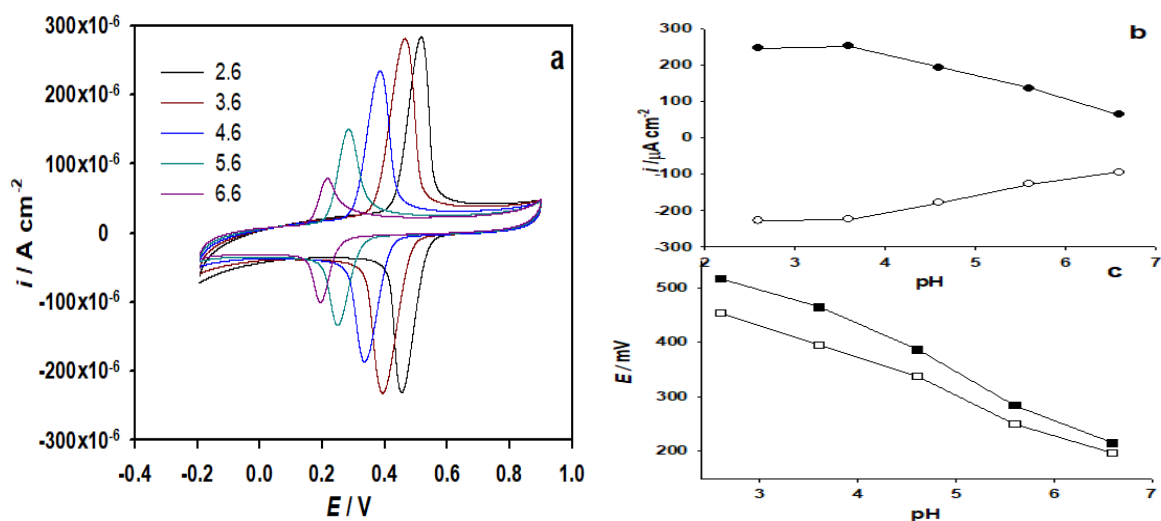 300x10-6
200x10-6
100x10-6
0
-100x10-6
-200x10-6
-300x10-6
i / A cm-2
a
2.6
3.6
4.6
5.6
6.6
-0.4 -0.2 0.0 0.2 0.4 0.6 0.8 1.0
E / V
b
300
200
100
0
-100
-200
-300
i/µA cm-2
2 3 4 5 6 7
pH
c
500
400
300
200
E / mV
3 4 5 6 7
pH